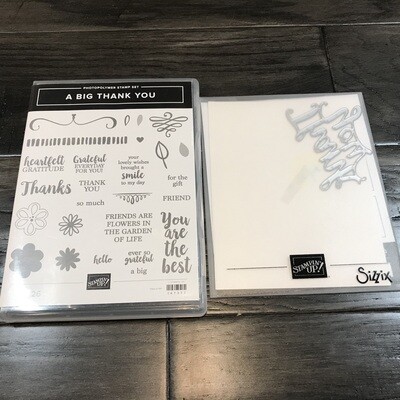 PHOTOPOLYMER STAMP SET
A BIG THANK YOU
heartfelt
GRATITUDE
Grateful
EVERYDAY
FOR YOU!
your
lovely wishes
brought a
smile
to my day
Thanks
THANK
YOU
for the
gift
so much
FRIEND
FRIENDS ARE
FLOWERS IN
THE GARDEN
OF LIFE
You
are the
best
hello
ever so
grateful
a big
STAMPIN' UP!
STAMPIN' UP!
Sizzix